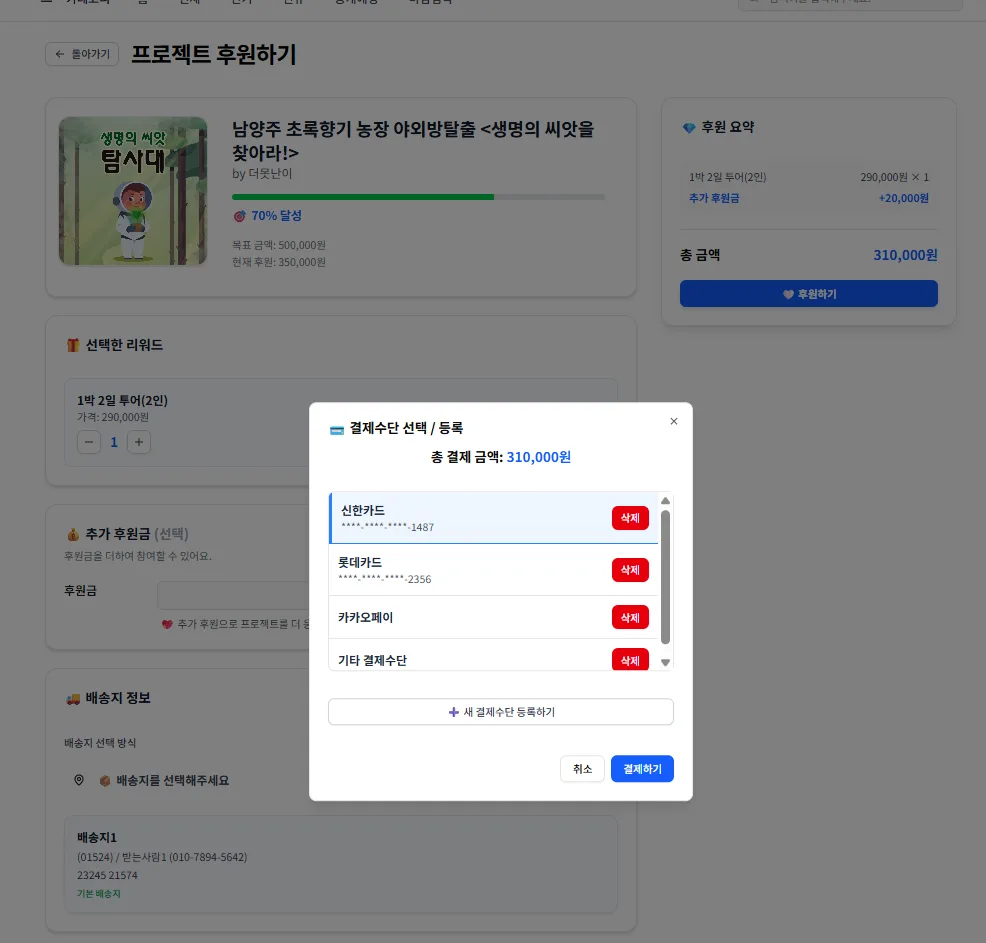 ← 돌아가기
프로젝트 후원하기
생명의 씨앗
탐사대
남양주 초록향기 농장 야외방탈출 <생명의 씨앗을
찾아라!>
by 더못난이
70% 달성
목표 금액: 500,000원
현재 후원: 350,000원
후원 요약
1박 2일 투어(2인) 290,000원 × 1
추가 후원금 +20,000원
총 금액 310,000원
후원하기
선택한 리워드
1박 2일 투어(2인)
가격: 290,000원
− 1 +
추가 후원금 (선택)
후원금을 더하여 참여할 수 있어요.
후원금
추가 후원으로 프로젝트를 더
배송지 정보
배송지 선택 방식
배송지를 선택해주세요
배송지1
(01524) / 받는사람1 (010-7894-5642)
23245 21574
기본 배송지
결제수단 선택 / 등록
×
총 결제 금액: 310,000원
신한카드
****-****-****-1487
삭제
롯데카드
****-****-****-2356
삭제
카카오페이
삭제
기타 결제수단
삭제
새 결제수단 등록하기
취소
결제하기